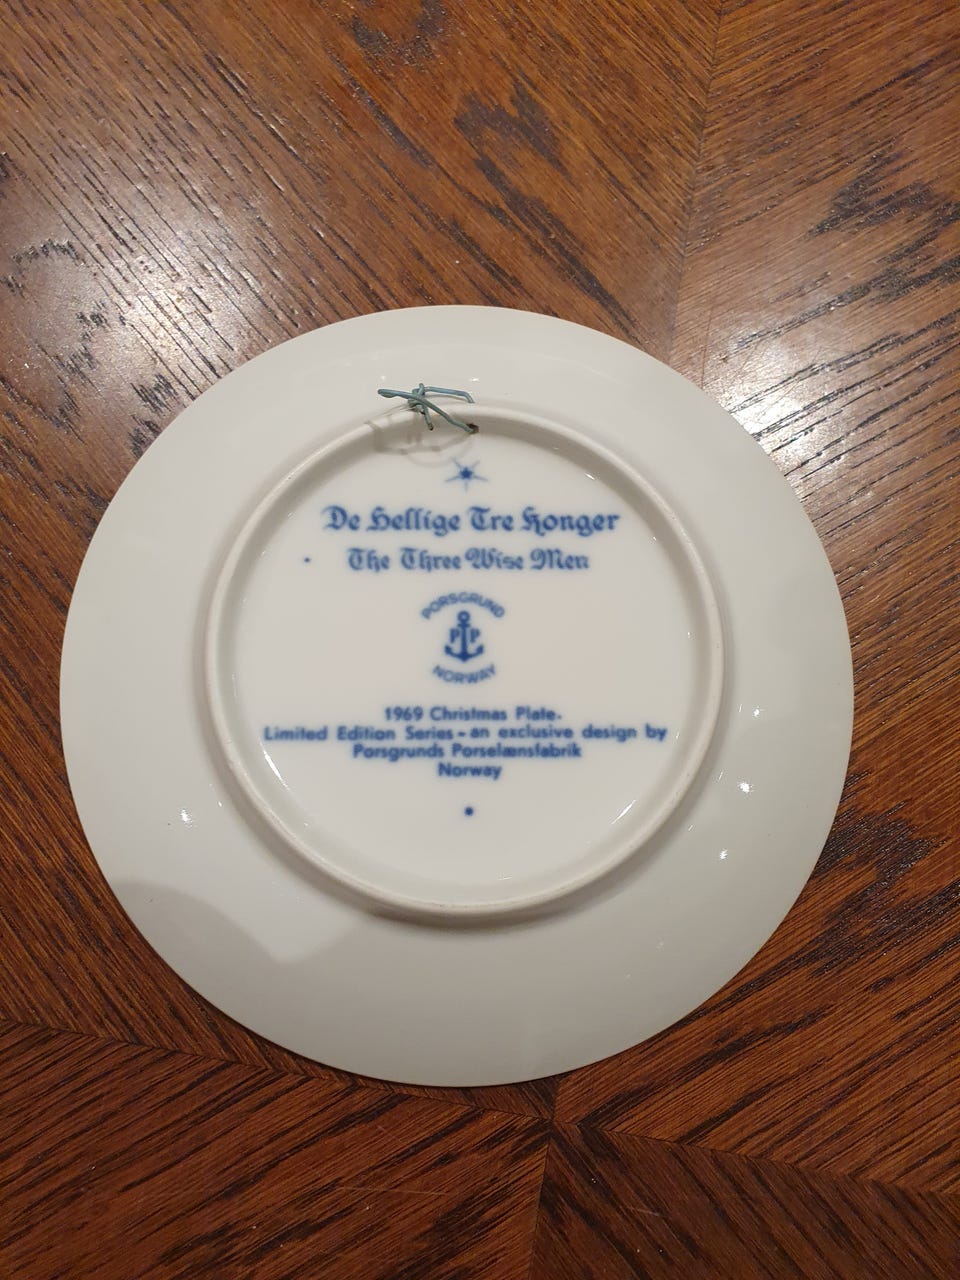 De Hellige Tre Konger
The Three Wise Men
PORSGRUND
PP
NORWAY
1969 Christmas Plate.
Limited Edition Series - an exclusive design by
Porsgrunds Porselænsfabrik
Norway